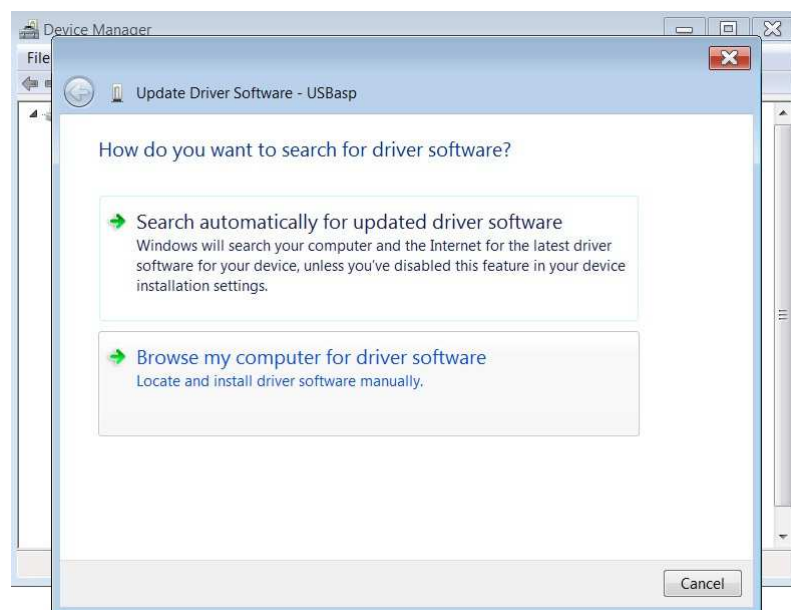 Device Manager
File
Update Driver Software - USBasp
How do you want to search for driver software?
Search automatically for updated driver software
Windows will search your computer and the Internet for the latest driver
software for your device, unless you've disabled this feature in your device
installation settings.
Browse my computer for driver software
Locate and install driver software manually.
Cancel